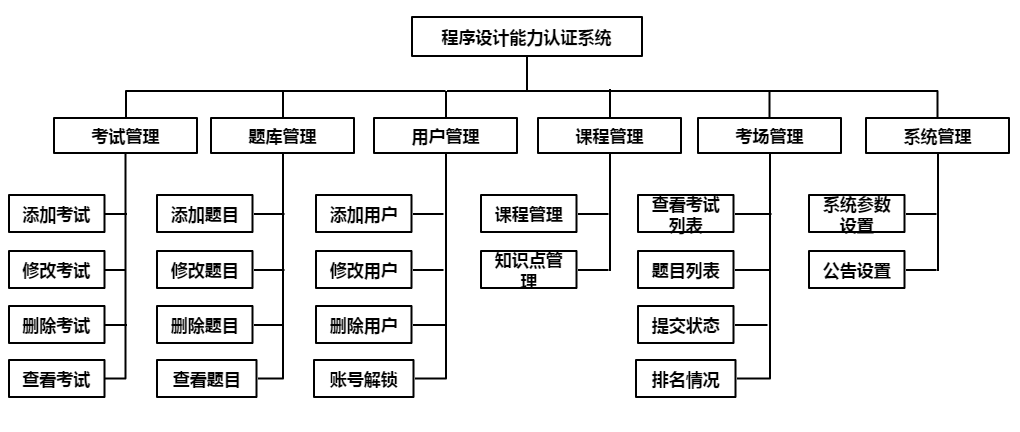 程序设计能力认证系统
考试管理
题库管理
用户管理
课程管理
考场管理
系统管理
添加考试
添加题目
添加用户
课程管理
查看考试
列表
系统参数
设置
修改考试
修改题目
修改用户
知识点管
理
题目列表
公告设置
删除考试
删除题目
删除用户
提交状态
查看考试
查看题目
账号解锁
排名情况